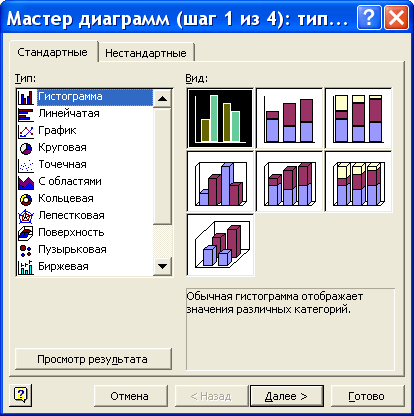 Мастер диаграмм (шаг 1 из 4): тип...
Стандартные Нестандартные
Тип:
Гистограмма
Линейчатая
График
Круговая
Точечная
С областями
Кольцевая
Лепестковая
Поверхность
Пузырьковая
Биржевая
Вид:
Обычная гистограмма отображает
значения различных категорий.
Просмотр результата
Отмена < Назад Далее > Готово